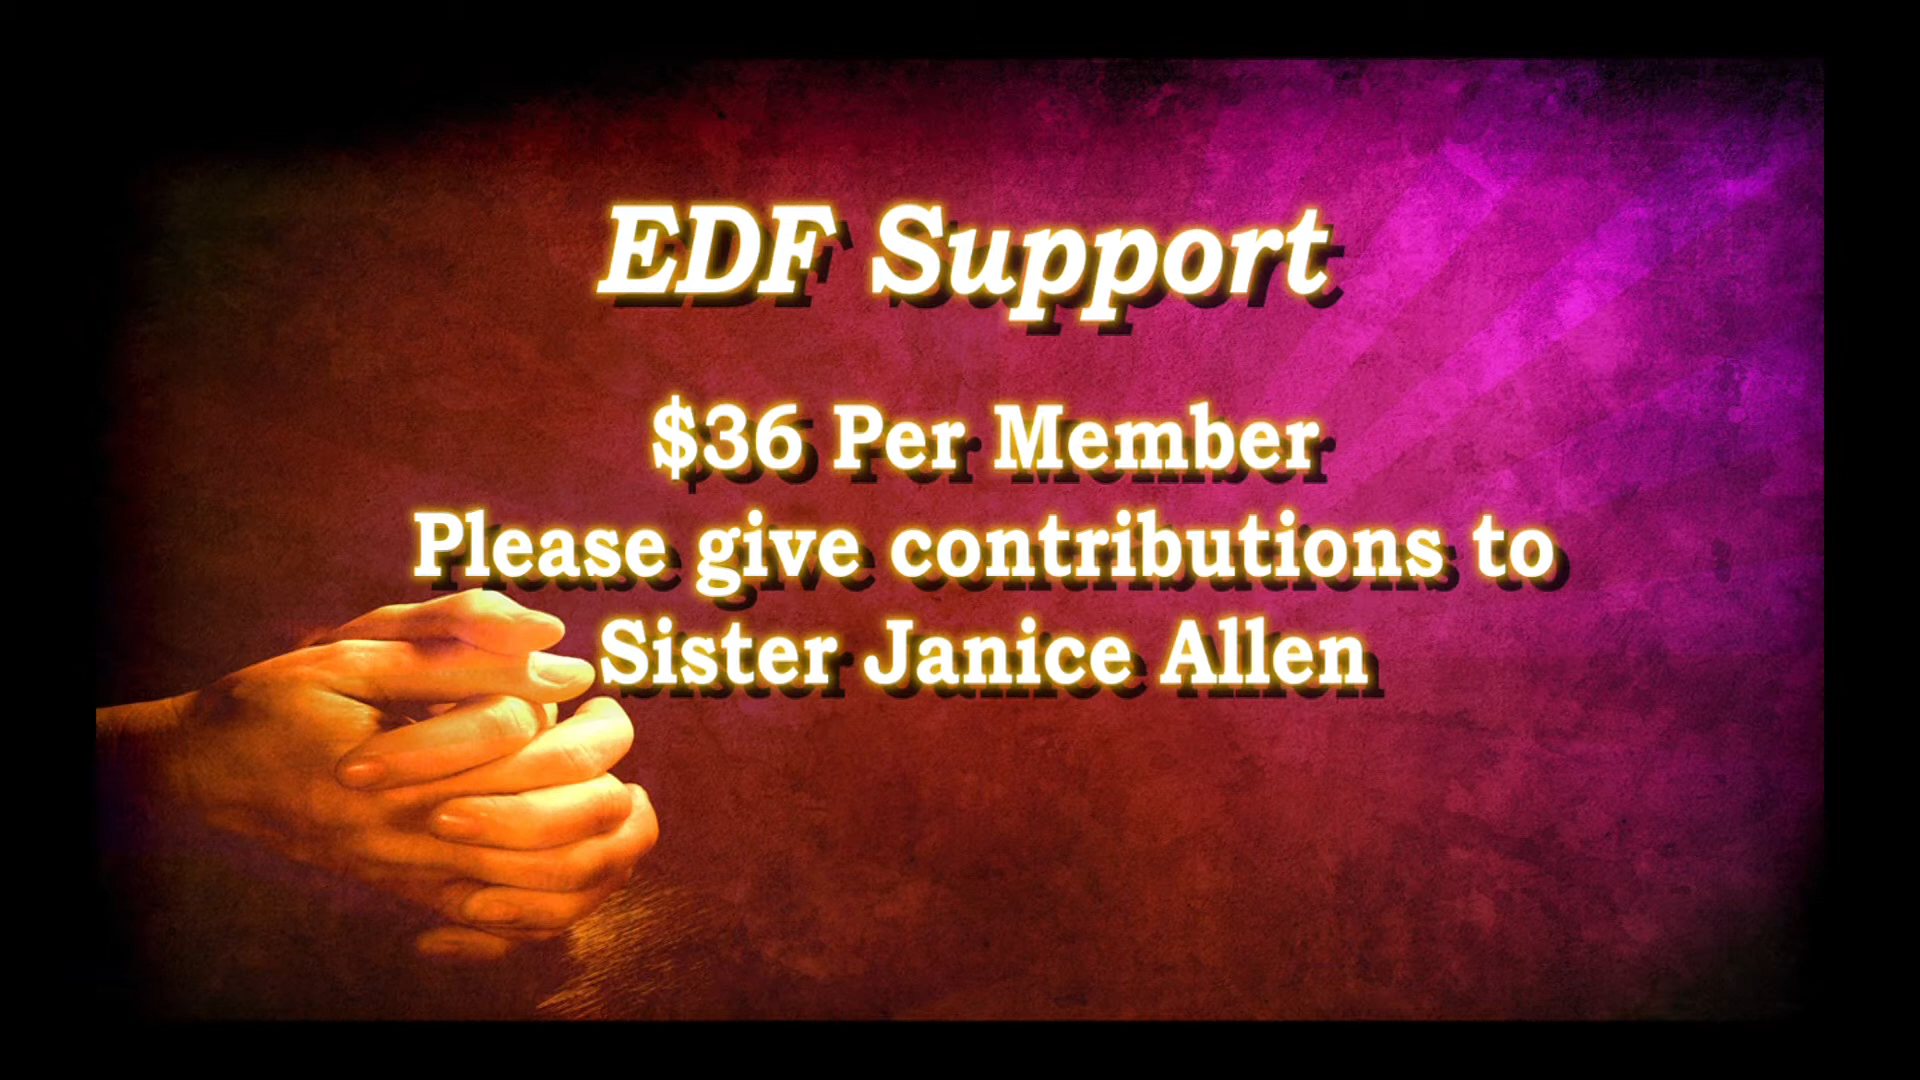 EDF Support
$36 Per Member
Please give contributions to
Sister Janice Allen